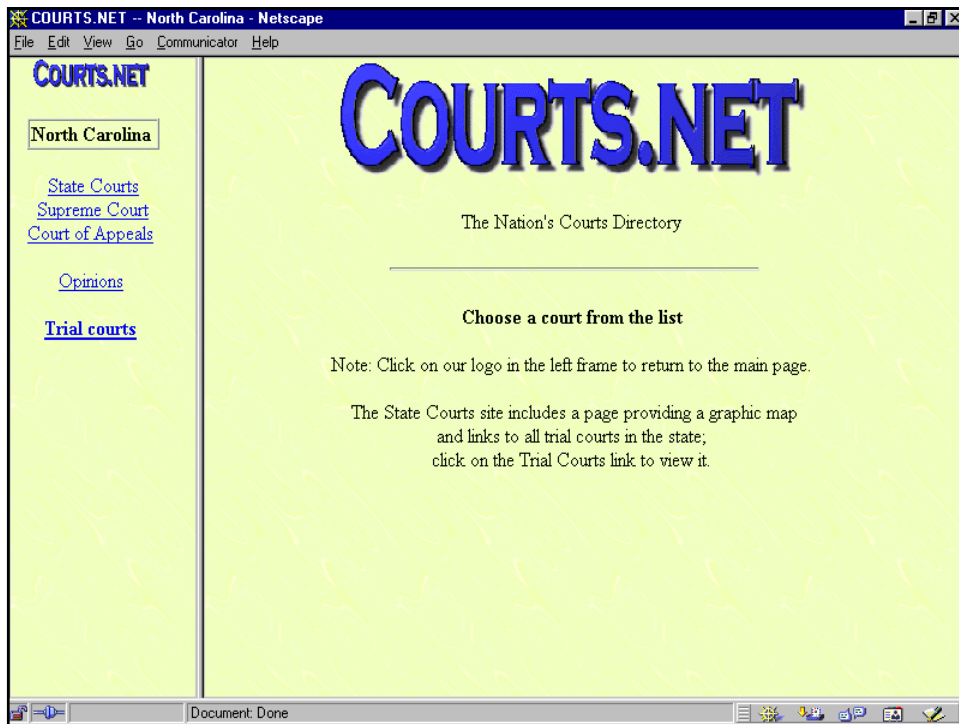 COURTS.NET -- North Carolina - Netscape
File Edit View Go Communicator Help
COURTS.NET
North Carolina
State Courts
Supreme Court
Court of Appeals
Opinions
Trial courts
COURTS.NET
The Nation's Courts Directory
Choose a court from the list
Note: Click on our logo in the left frame to return to the main page.
The State Courts site includes a page providing a graphic map
and links to all trial courts in the state;
click on the Trial Courts link to view it.
Document: Done